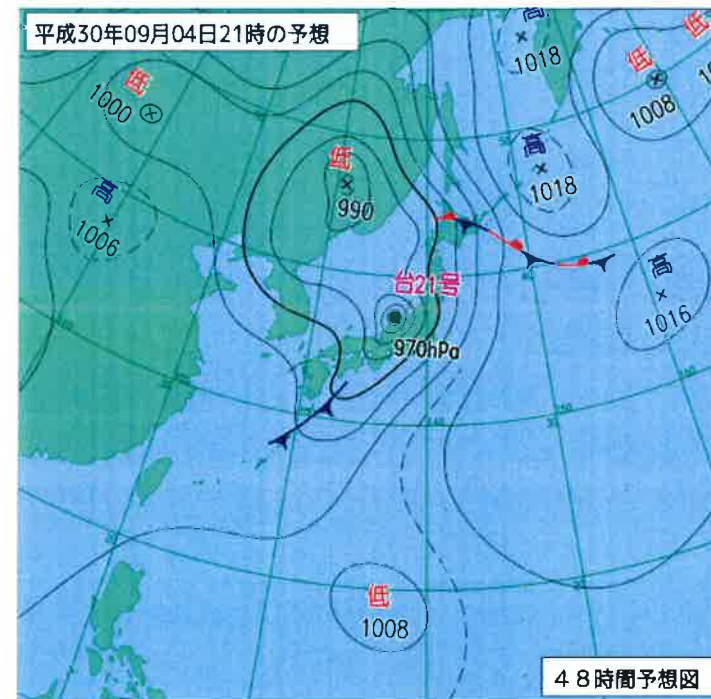 平成30年09月04日21時の予想
高
1018
低
1000
低
1008
低
高
1018
低
990
高
1006
高
1016
台21号
970hPa
低
1008
48時間予想図